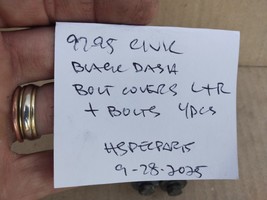 92-95 CIVIC
BLACK DASH
BOLT COVERS L+R
+ BOLTS 4PCS
HSPECPARTS
9-28-2025